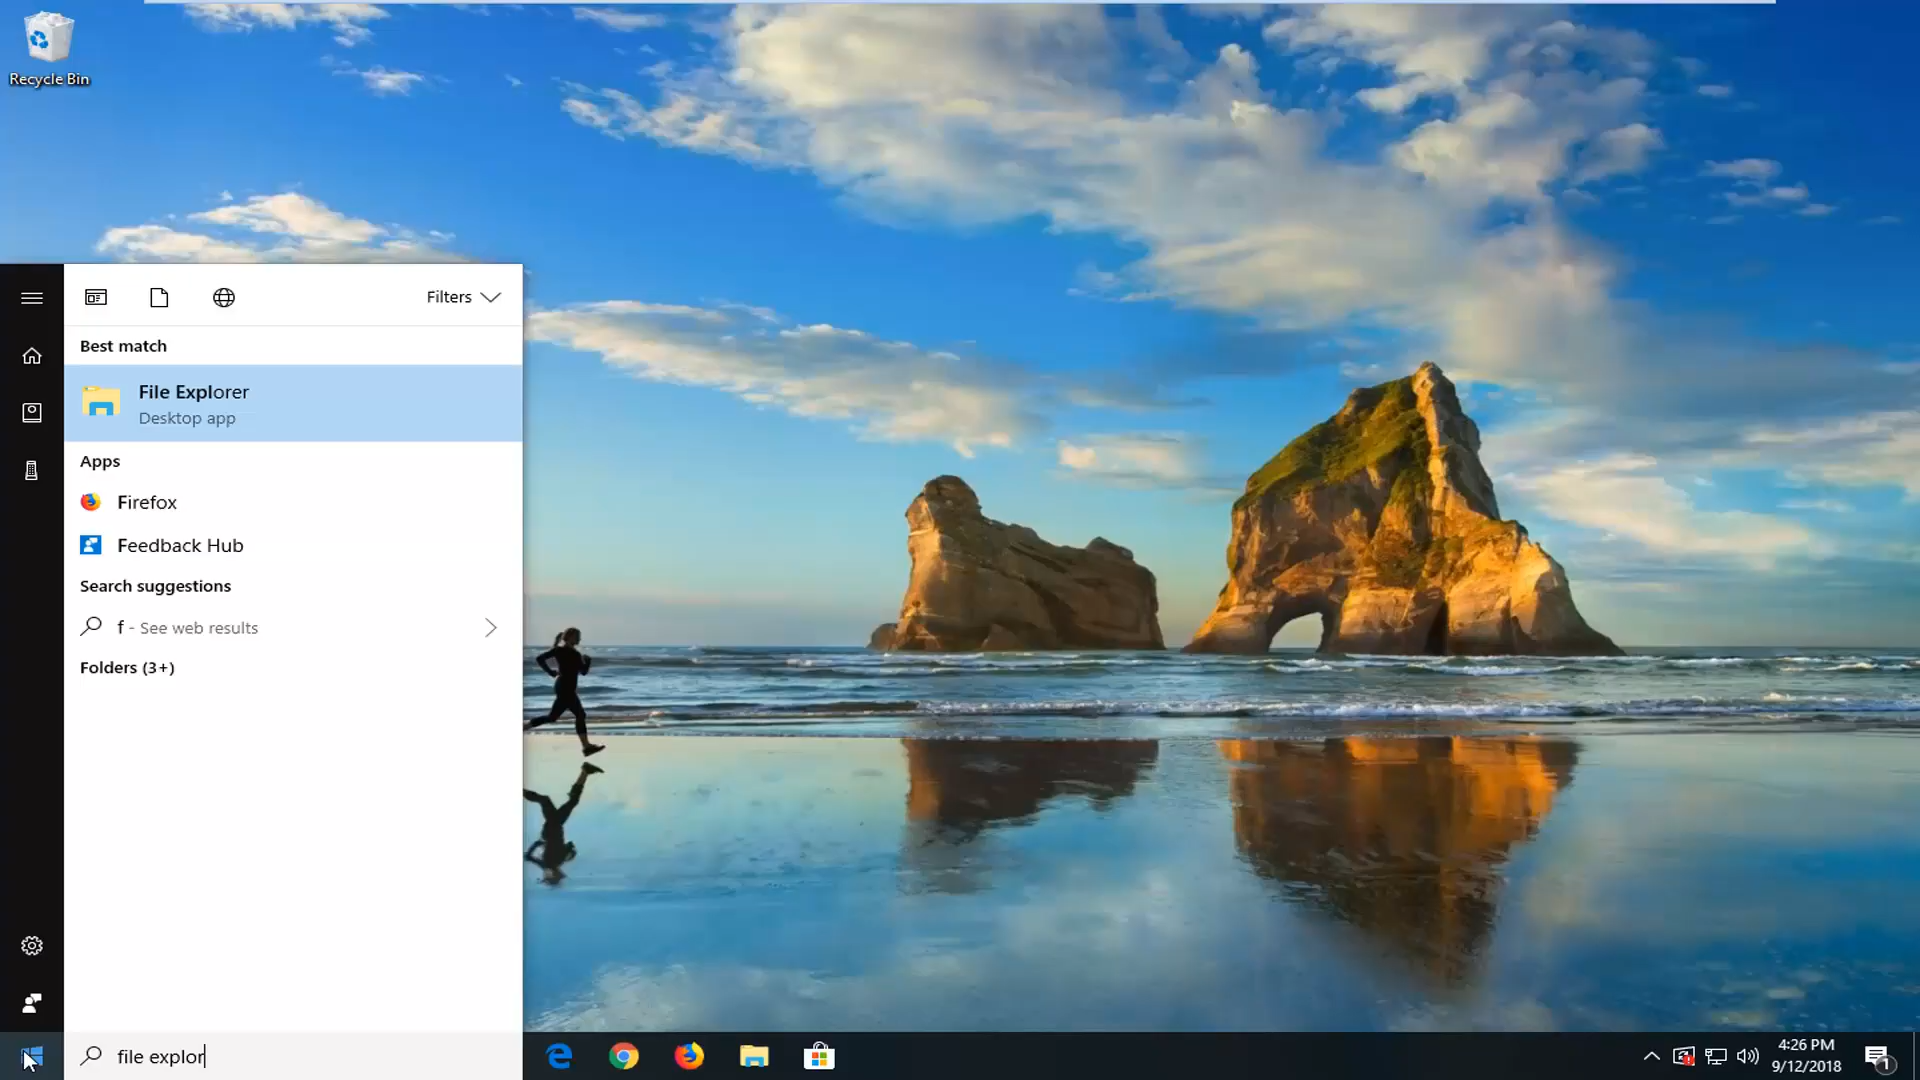 Recycle Bin
Filters
Best match
File Explorer
Desktop app
Apps
Firefox
Feedback Hub
Search suggestions
f - See web results
Folders (3+)
file explor
4:26 PM
9/12/2018
1